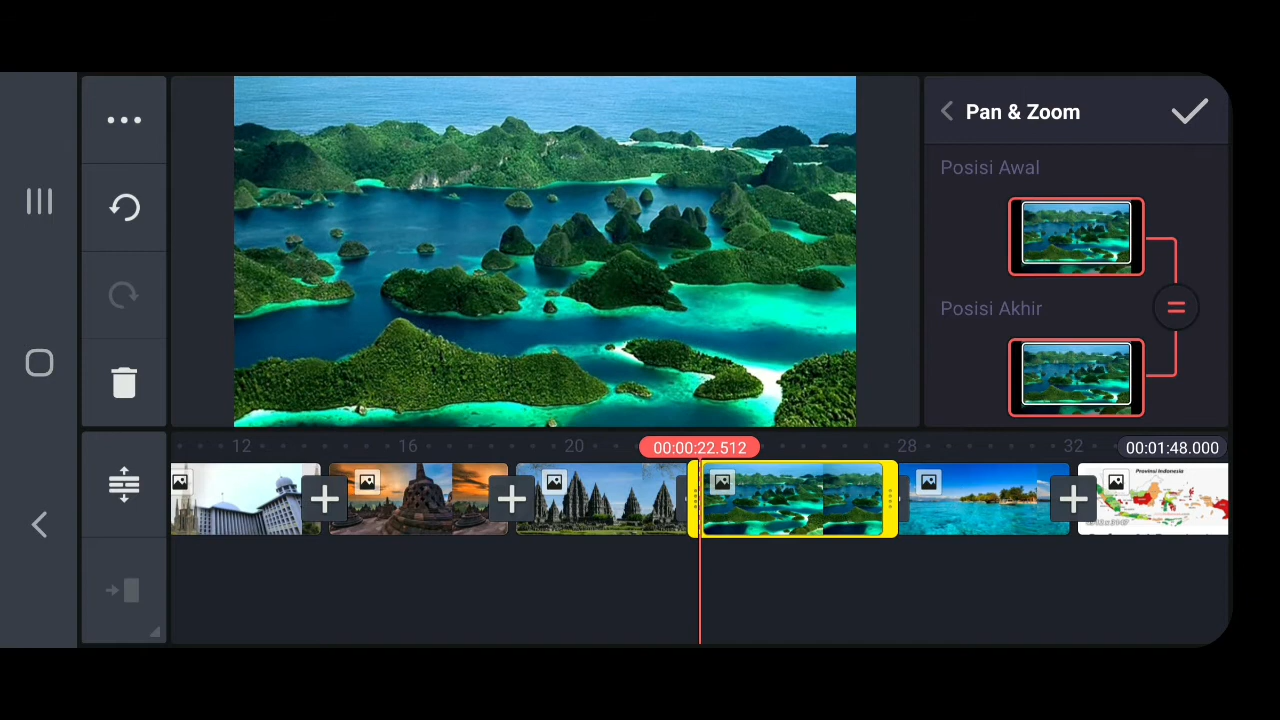 Pan & Zoom
Posisi Awal
Posisi Akhir
12
16
20
00:00:22.512
28
32
00:01:48.000
Provinsi Indonesia